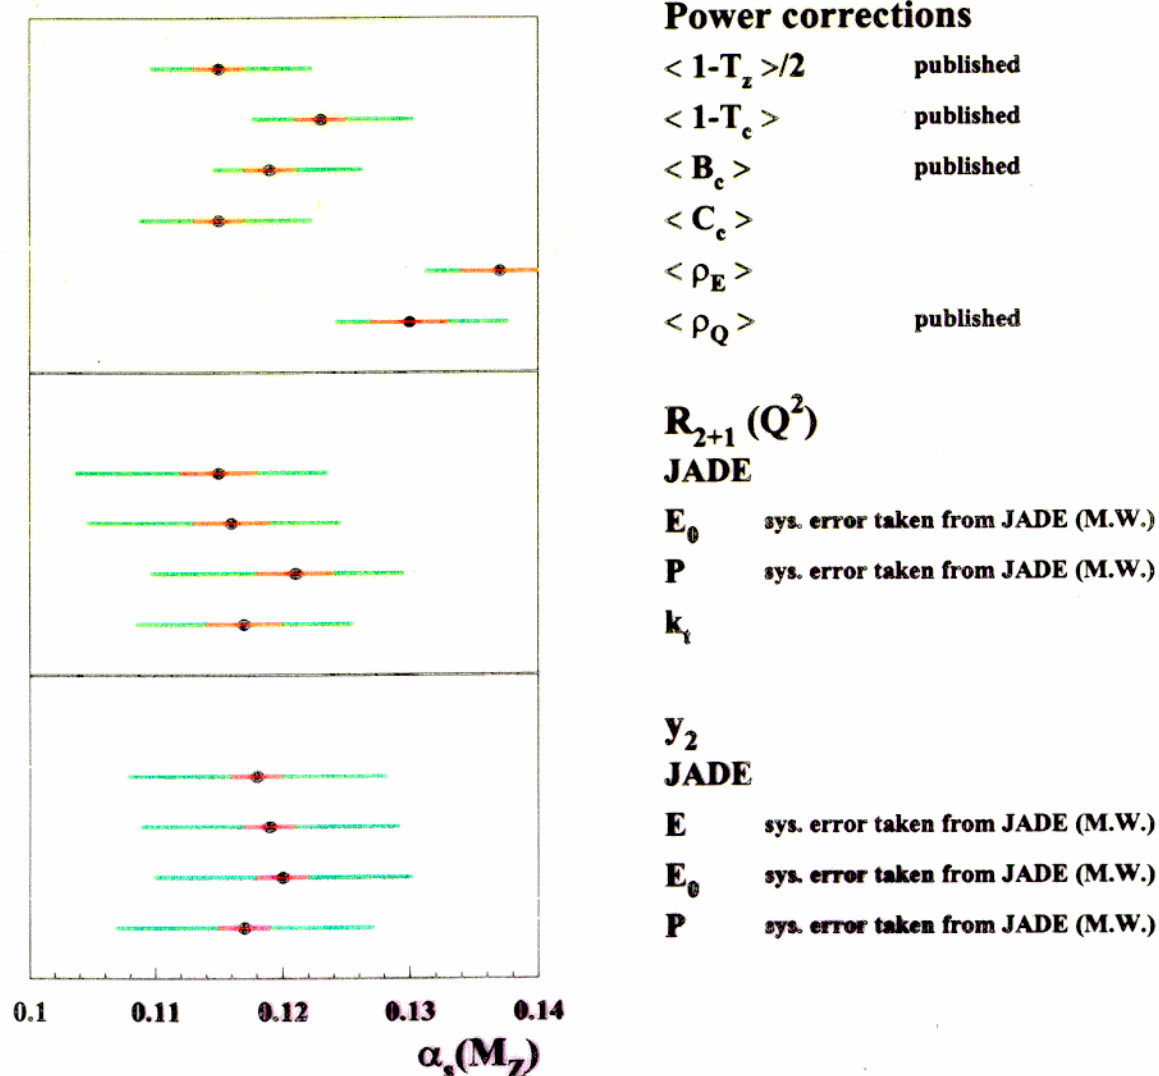 Power corrections
< 1-T_z >/2 published
< 1-T_c > published
< B_c > published
< C_c >
< ρ_E >
< ρ_Q > published
R_{2+1} (Q^2)
JADE
E_0 sys. error taken from JADE (M.W.)
P sys. error taken from JADE (M.W.)
k_t
y_2
JADE
E sys. error taken from JADE (M.W.)
E_0 sys. error taken from JADE (M.W.)
P sys. error taken from JADE (M.W.)
0.1 0.11 0.12 0.13 0.14
α_s(M_Z)